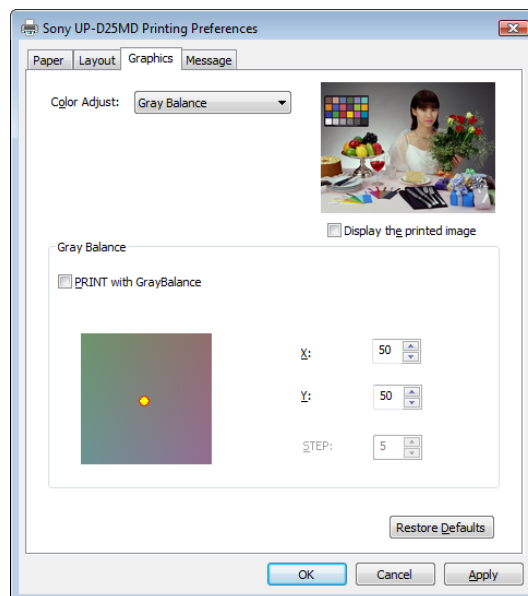 Sony UP-D25MD Printing Preferences
Paper Layout Graphics Message
Color Adjust: Gray Balance
Display the printed image
Gray Balance
PRINT with GrayBalance
X: 50
Y: 50
STEP: 5
Restore Defaults
OK Cancel Apply